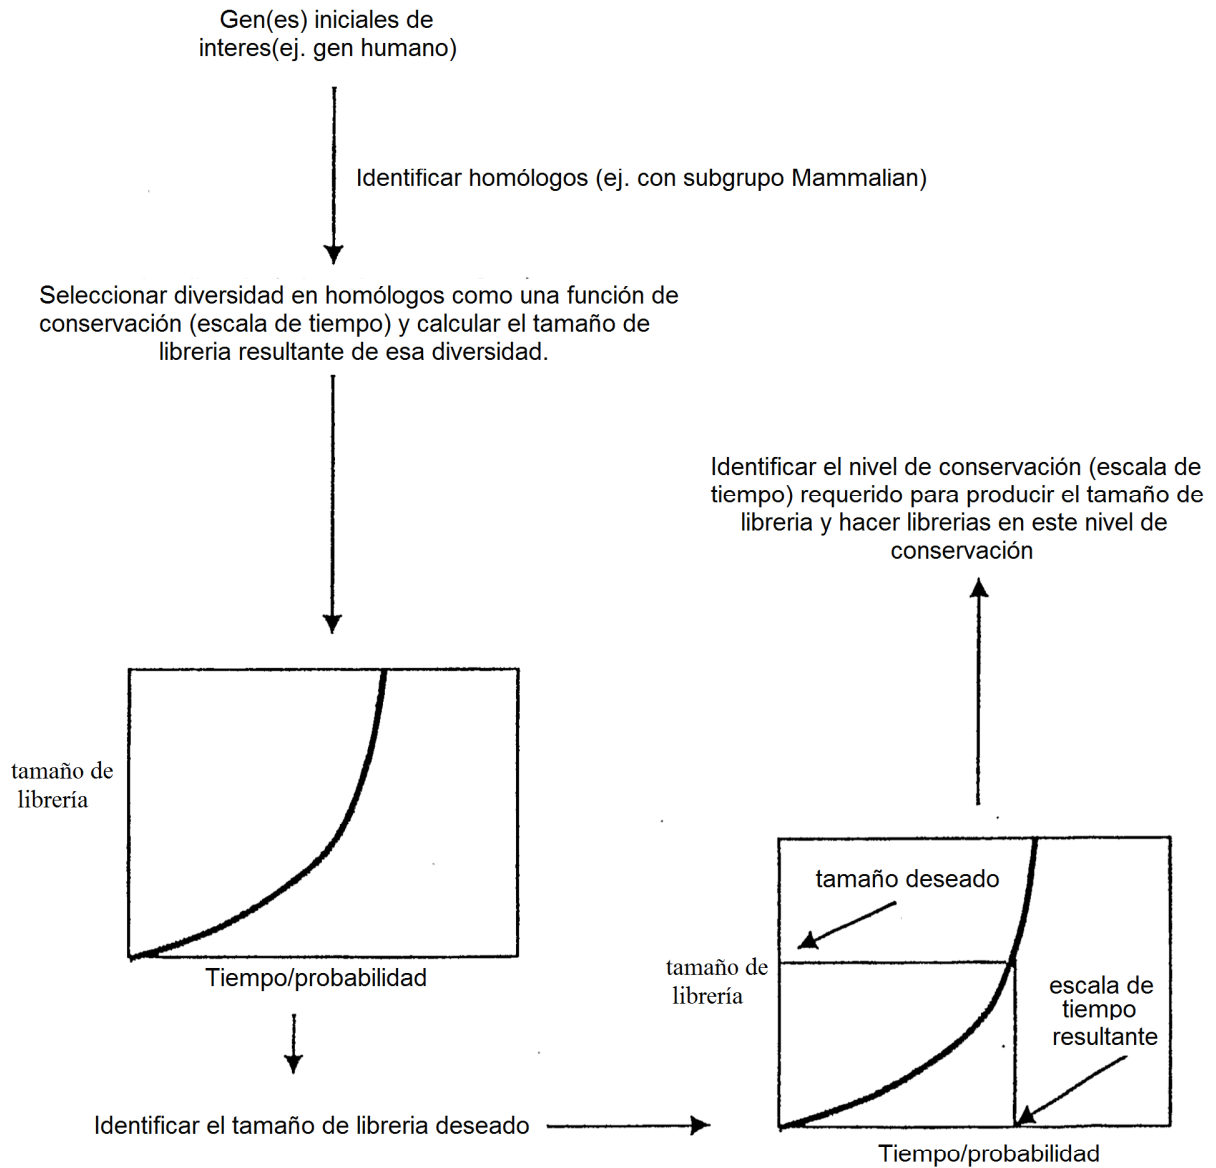 Gen(es) iniciales de
interes(ej. gen humano)
Identificar homólogos (ej. con subgrupo Mammalian)
Seleccionar diversidad en homólogos como una función de
conservación (escala de tiempo) y calcular el tamaño de
libreria resultante de esa diversidad.
tamaño de
librería
Tiempo/probabilidad
Identificar el tamaño de libreria deseado
tamaño deseado
tamaño de
librería
escala de
tiempo
resultante
Tiempo/probabilidad
Identificar el nivel de conservación (escala de
tiempo) requerido para producir el tamaño de
libreria y hacer librerias en este nivel de
conservación